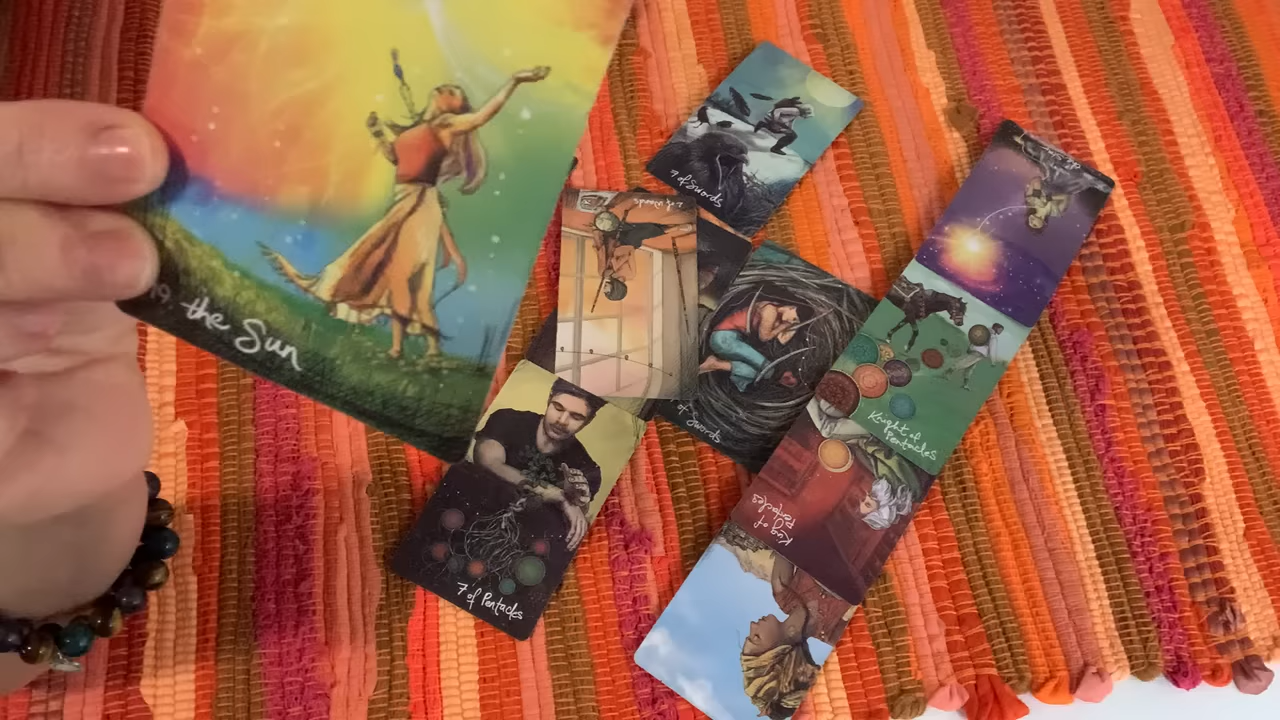 19. the Sun
7 of Swords
of Swords
Knight of
Pentacles
King of
Pentacles
7 of Pentacles